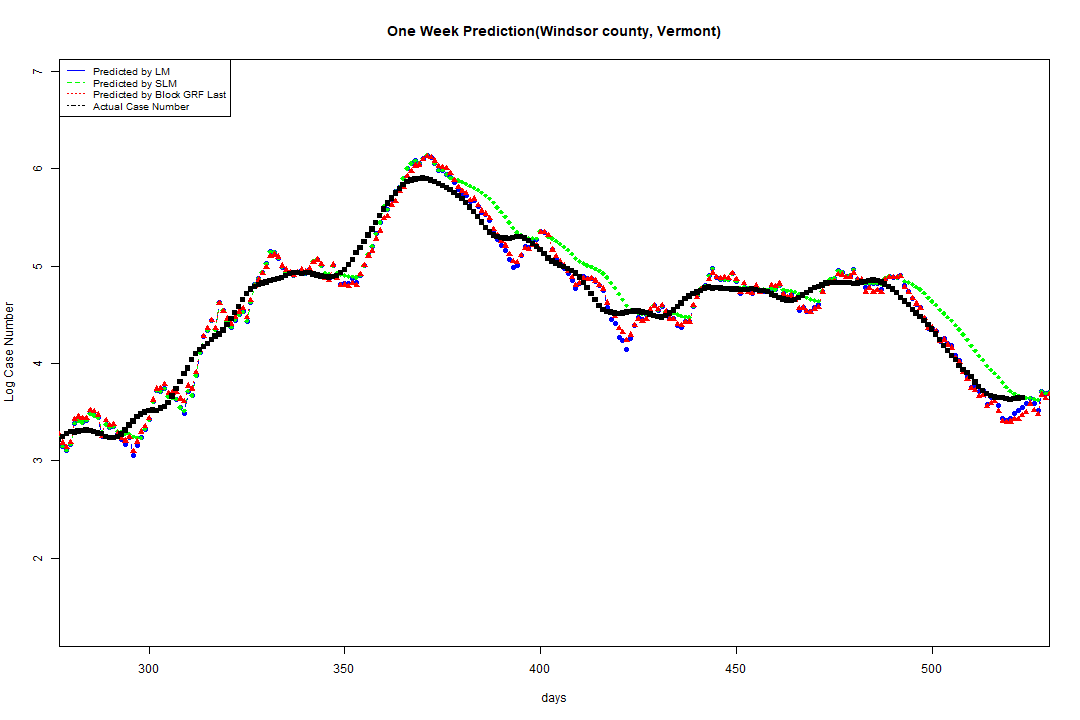 One Week Prediction(Windsor county, Vermont)
Predicted by LM
Predicted by SLM
Predicted by Block GRF Last
Actual Case Number
7
6
5
4
3
2
Log Case Number
300 350 400 450 500
days